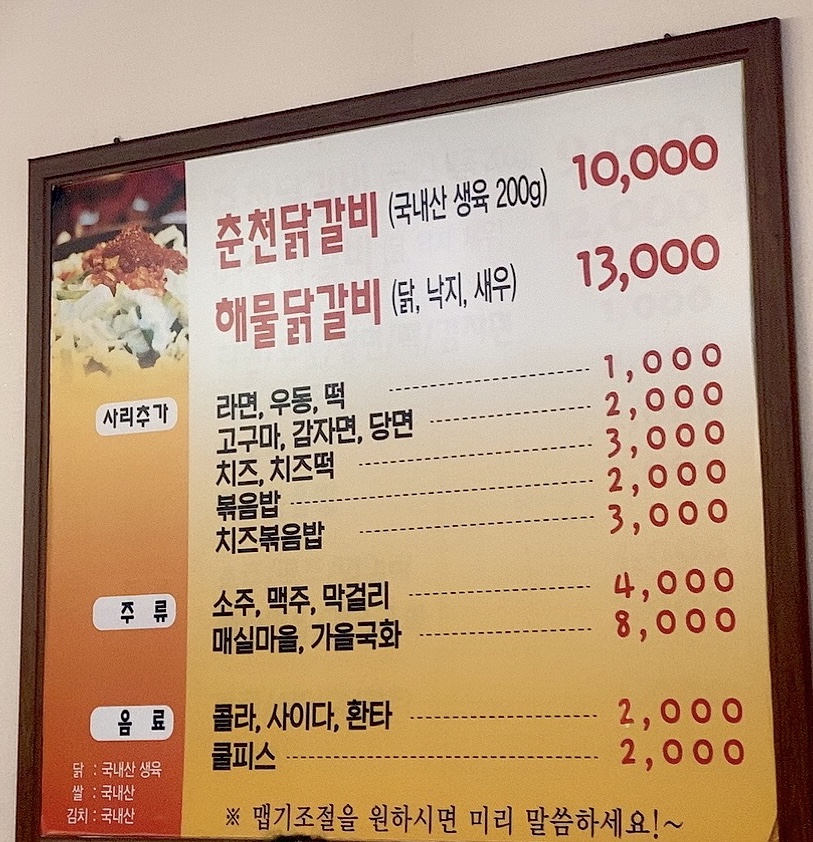 춘천닭갈비 (국내산 생육 200g) 10,000
해물닭갈비 (닭, 낙지, 새우) 13,000
사리추가
라면, 우동, 떡 1,000
고구마, 감자면, 당면 2,000
치즈, 치즈떡 3,000
볶음밥 2,000
치즈볶음밥 3,000
주 류
소주, 맥주, 막걸리 4,000
매실마을, 가을국화 8,000
음 료
콜라, 사이다, 환타 2,000
쿨피스 2,000
닭 : 국내산 생육
쌀 : 국내산
김치 : 국내산
※ 맵기조절을 원하시면 미리 말씀하세요!~